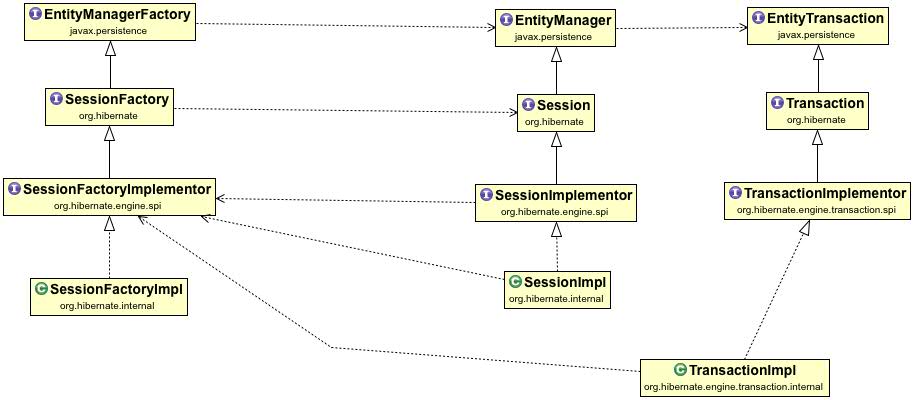 EntityManagerFactory
javax.persistence
EntityManager
javax.persistence
EntityTransaction
javax.persistence
SessionFactory
org.hibernate
Session
org.hibernate
Transaction
org.hibernate
SessionFactoryImplementor
org.hibernate.engine.spi
SessionImplementor
org.hibernate.engine.spi
TransactionImplementor
org.hibernate.engine.transaction.spi
SessionFactoryImpl
org.hibernate.internal
SessionImpl
org.hibernate.internal
TransactionImpl
org.hibernate.engine.transaction.internal